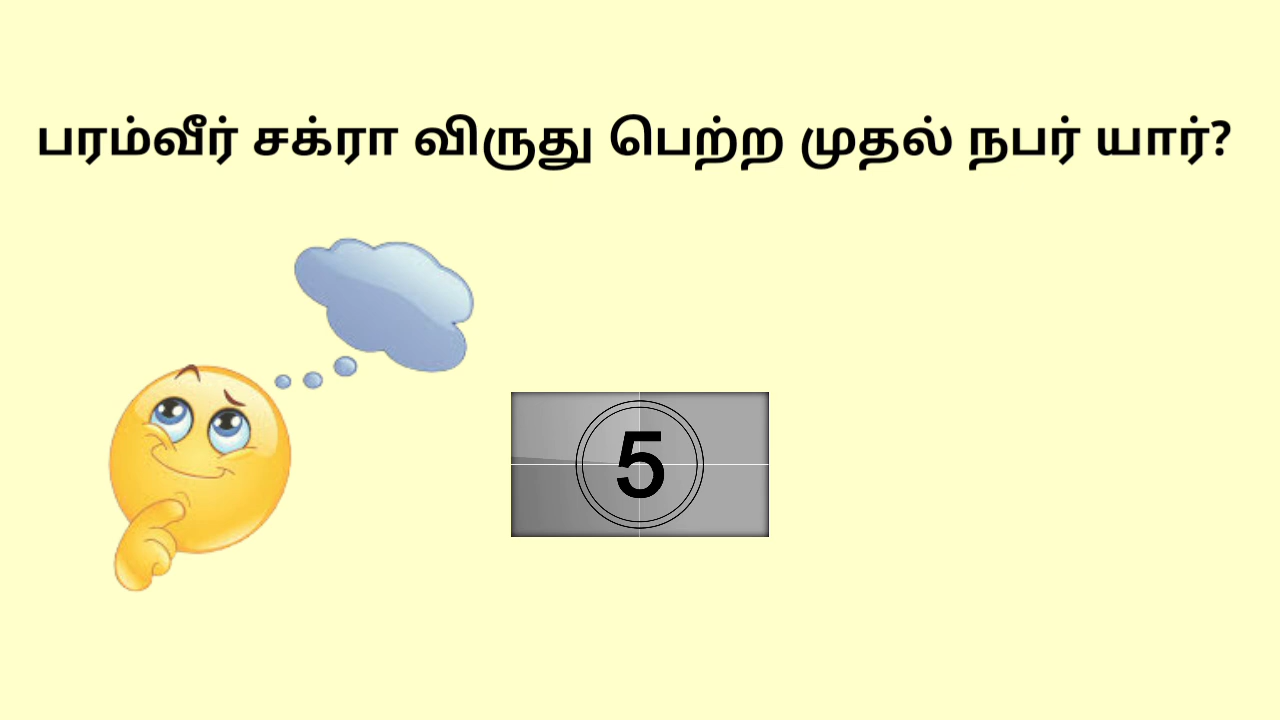 பரம்வீர் சக்ரா விருது பெற்ற முதல் நபர் யார்?
5